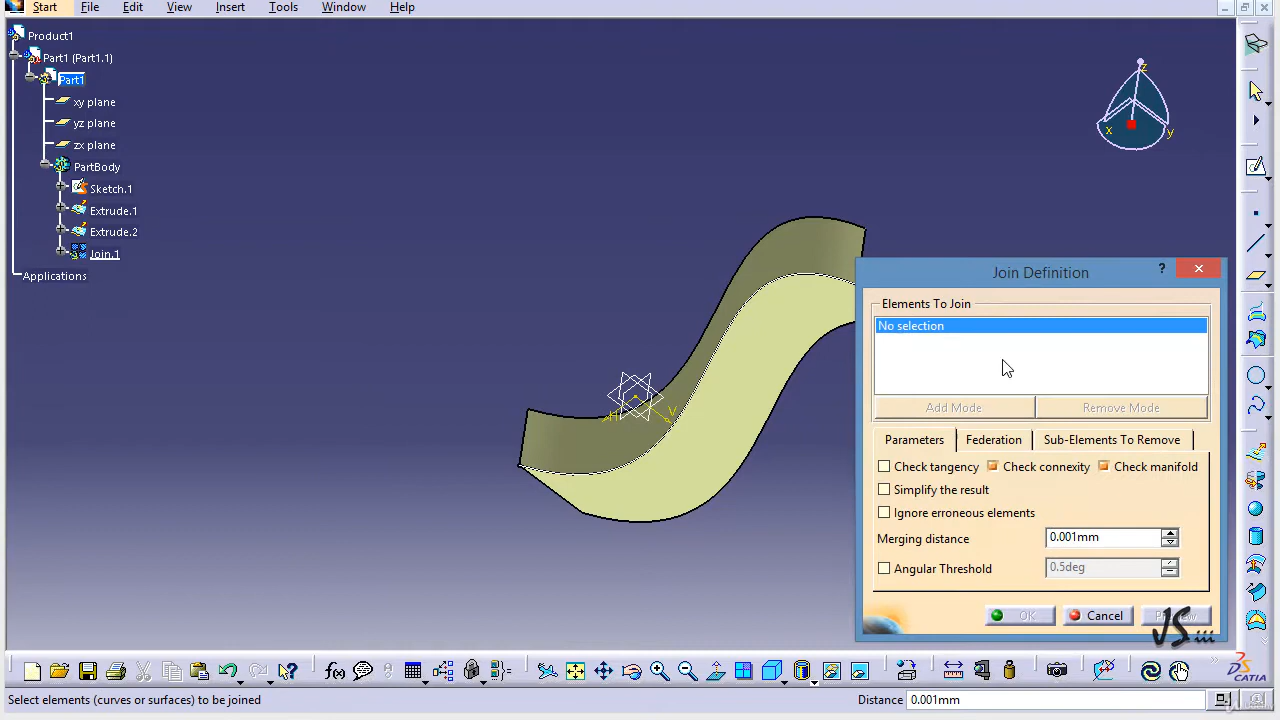 Start File Edit View Insert Tools Window Help
Product1
Part1 (Part1.1)
Part1
xy plane
yz plane
zx plane
PartBody
Sketch.1
Extrude.1
Extrude.2
Join.1
Applications
z
x
y
H
V
Join Definition
?
Elements To Join
No selection
Add Mode Remove Mode
Parameters Federation Sub-Elements To Remove
Check tangency Check connexity Check manifold
Simplify the result
Ignore erroneous elements
Merging distance 0.001mm
Angular Threshold 0.5deg
OK Cancel Preview
JS
f(x)
CATIA
Select elements (curves or surfaces) to be joined
Distance 0.001mm